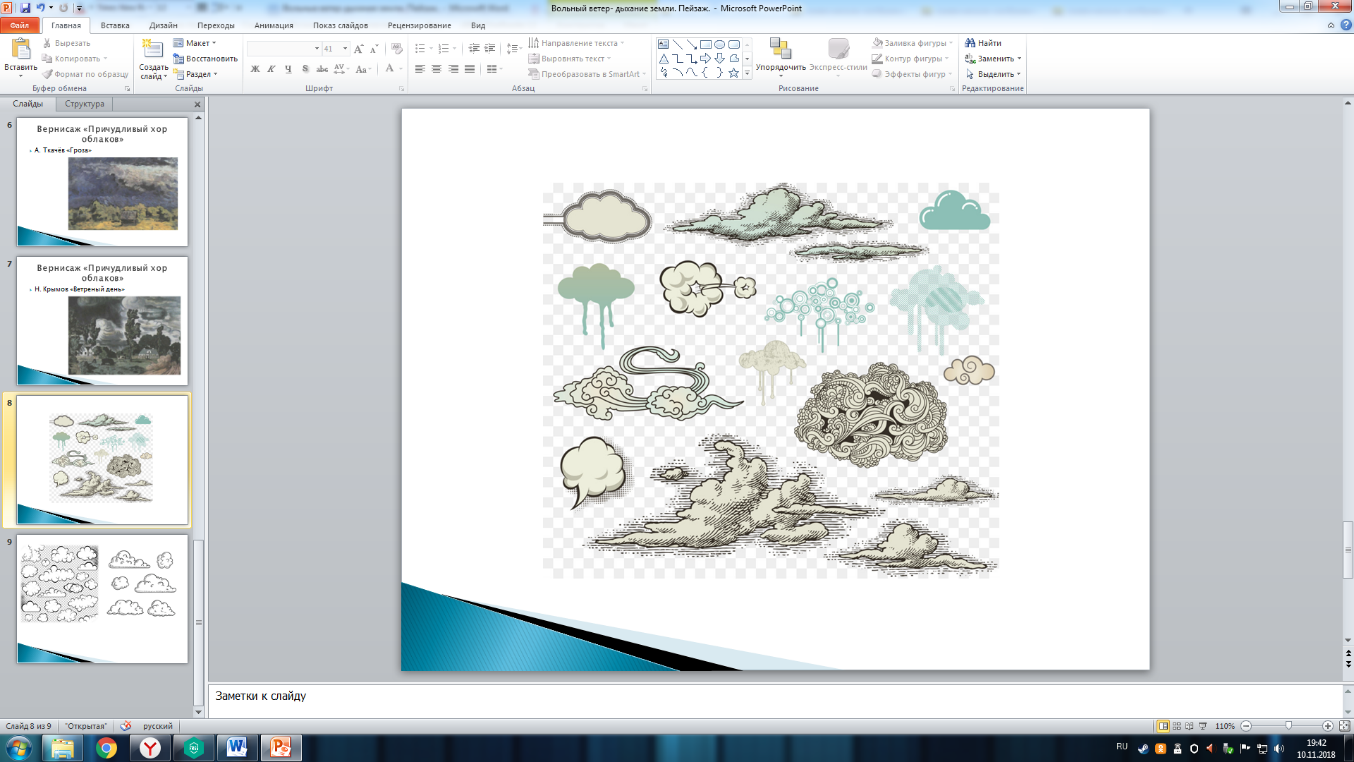 Вольный ветер- дыхание земли. Пейзаж. - Microsoft PowerPoint
Файл Главная Вставка Дизайн Переходы Анимация Показ слайдов Рецензирование Вид
Вставить
Вырезать
Копировать
Формат по образцу
Буфер обмена
Создать слайд
Макет
Восстановить
Раздел
Слайды
41
Ж К Ч S abc AV Aa A
Шрифт
Направление текста
Выровнять текст
Преобразовать в SmartArt
Абзац
Упорядочить
Экспресс-стили
Заливка фигуры
Контур фигуры
Эффекты фигур
Рисование
Найти
Заменить
Выделить
Редактирование
Слайды Структура
6
Вернисаж «Причудливый хор
облаков»
А. Ткачёв «Гроза»
7
Вернисаж «Причудливый хор
облаков»
Н. Крымов «Ветреный день»
8
9
Заметки к слайду
Слайд 8 из 9 "Открытая" русский 110%
RU 19:42
10.11.2018